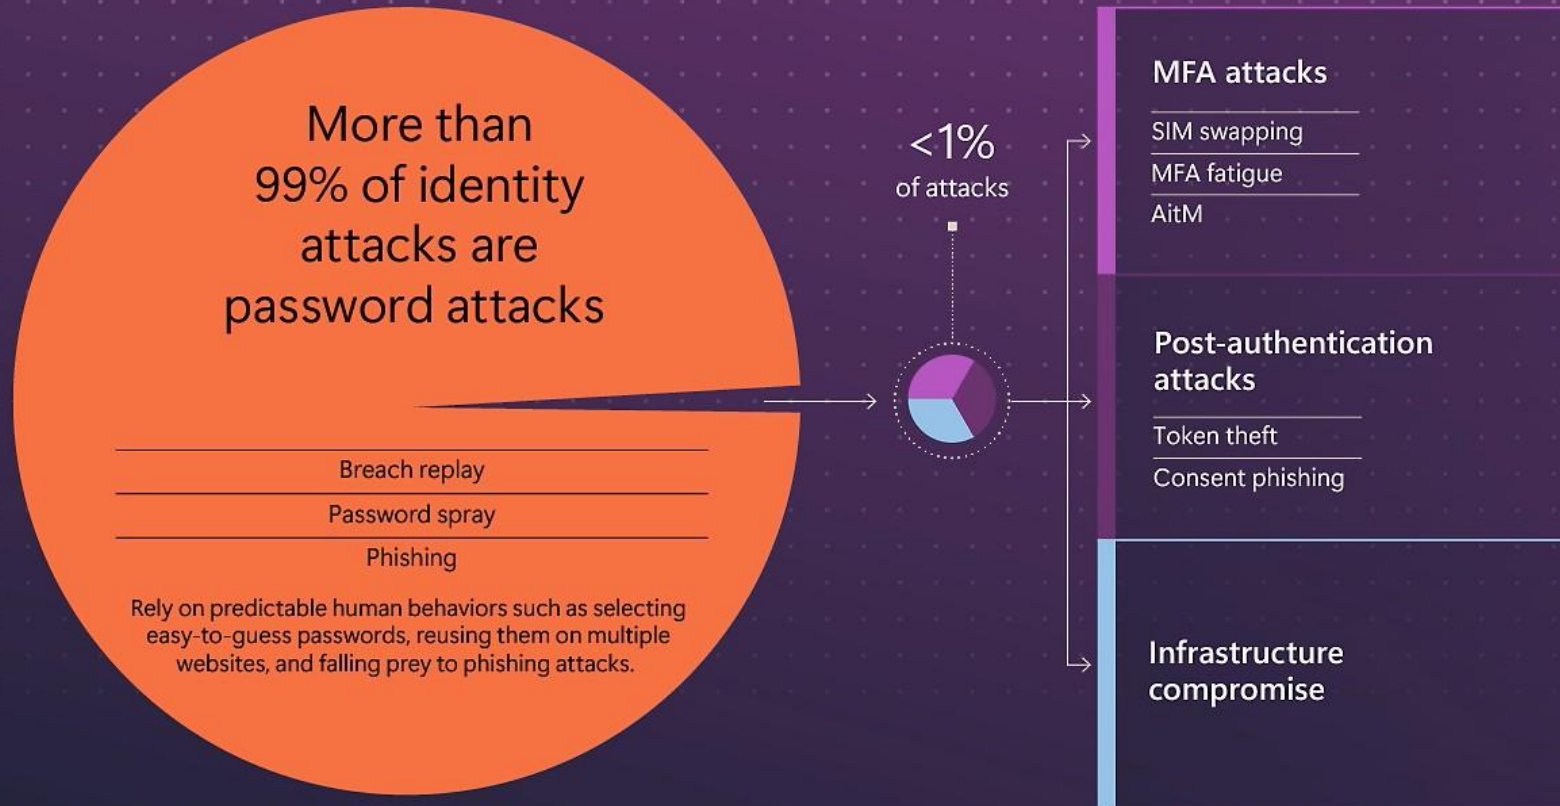 More than
99% of identity
attacks are
password attacks
Breach replay
Password spray
Phishing
Rely on predictable human behaviors such as selecting
easy-to-guess passwords, reusing them on multiple
websites, and falling prey to phishing attacks.
<1%
of attacks
MFA attacks
SIM swapping
MFA fatigue
AitM
Post-authentication
attacks
Token theft
Consent phishing
Infrastructure
compromise